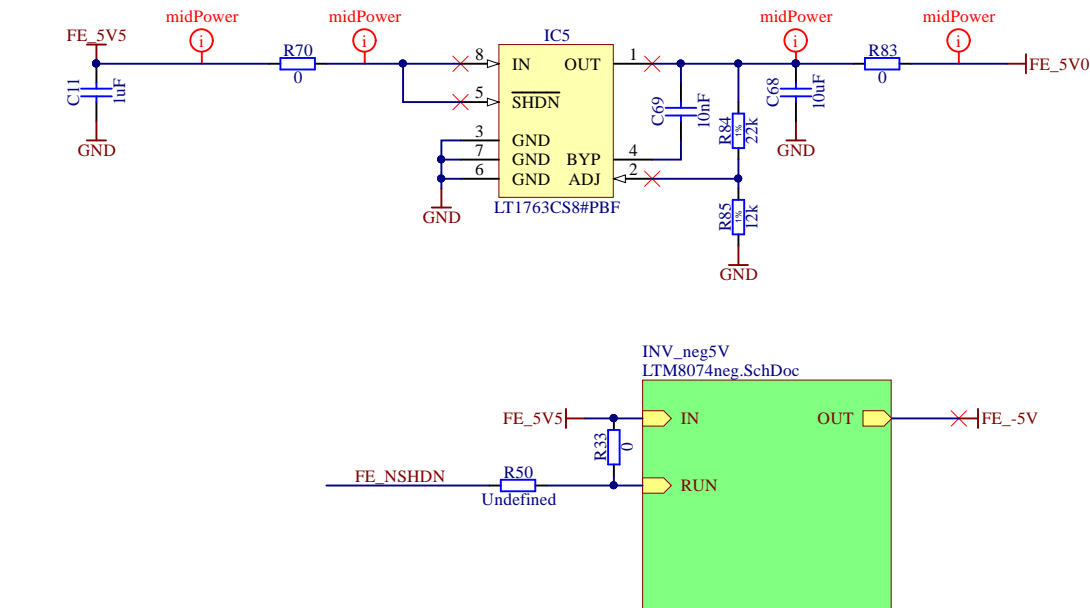 midPower
midPower
midPower
midPower
FE_5V5
i
i
i
i
R70
0
C11
1uF
GND
IC5
8
IN
OUT
1
5
SHDN
3
GND
7
GND
BYP
4
6
GND
ADJ
2
LT1763CS8#PBF
GND
C69
10nF
R84
1%
22k
C68
10uF
GND
R83
0
FE_5V0
R85
1%
12k
GND
INV_neg5V
LTM8074neg.SchDoc
FE_5V5
IN
OUT
FE_-5V
R33
0
FE_NSHDN
R50
Undefined
RUN